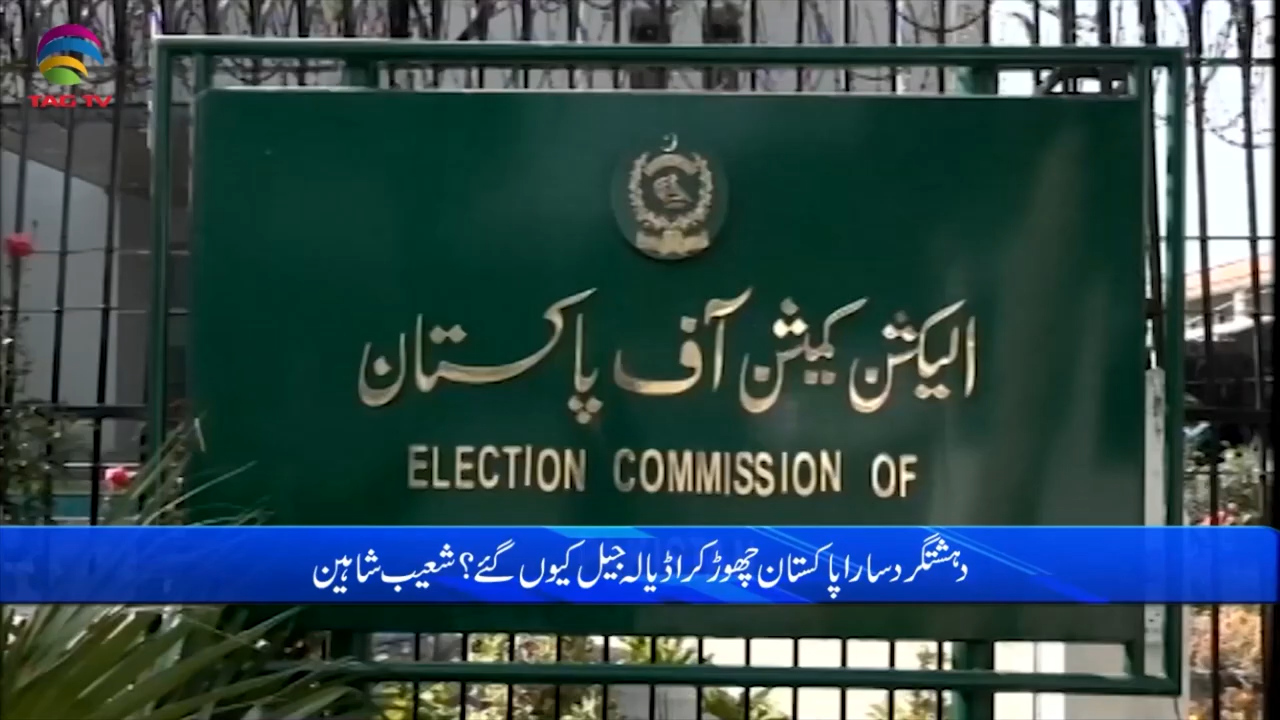 TAG TV
الیکشن کمیشن آف پاکستان
ELECTION COMMISSION OF
دہشتگرد سارا پاکستان چھوڑ کر اڈیالہ جیل کیوں گئے؟ شعیب شاہین